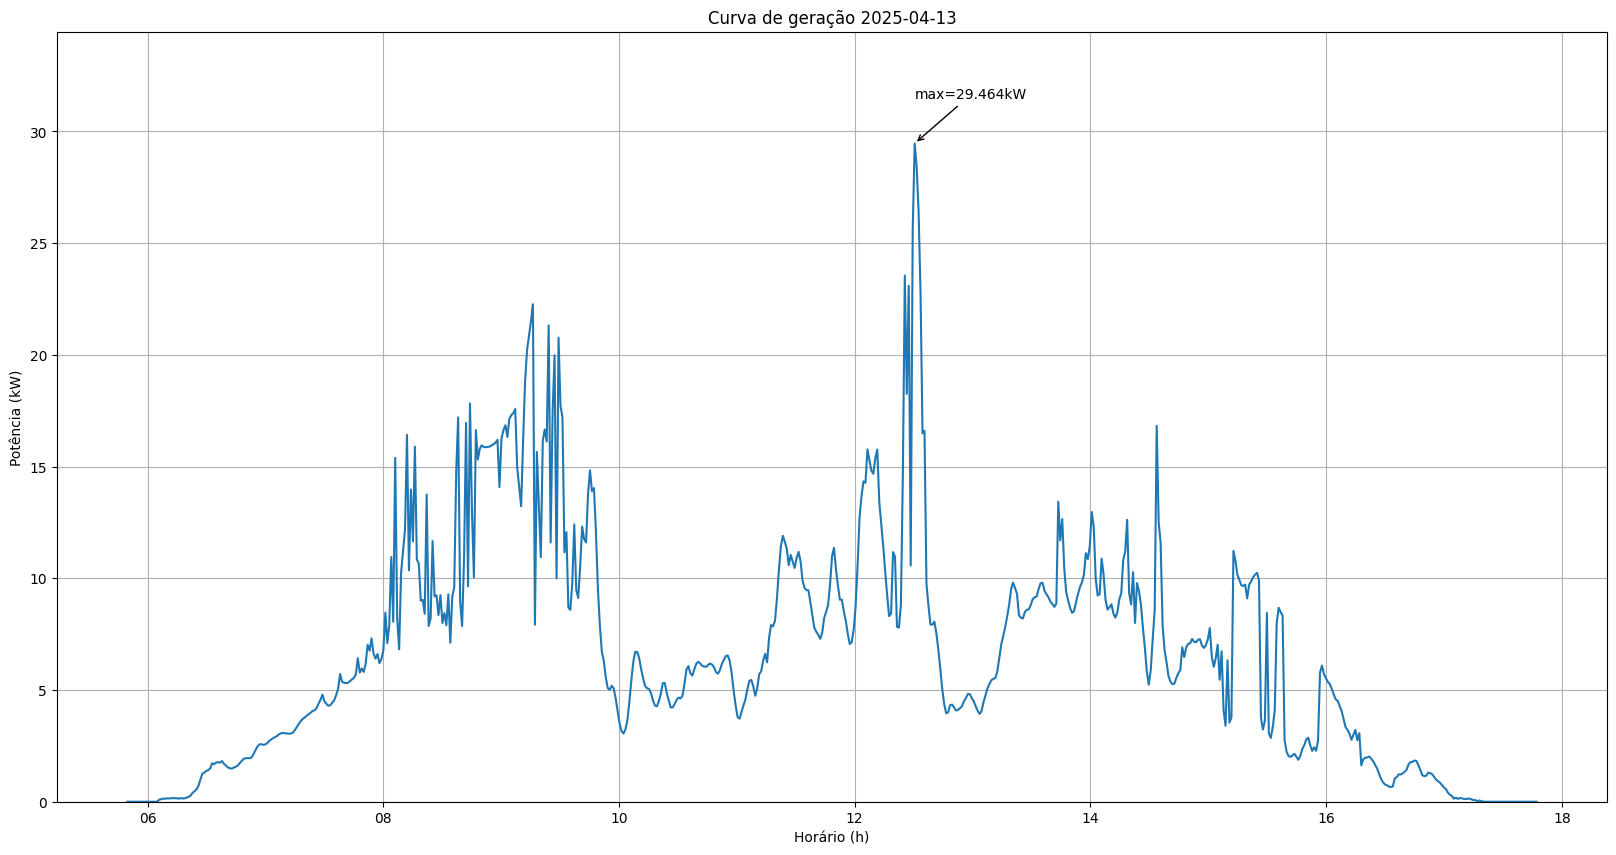 Curva de geração 2025-04-13
max=29.464kW
Potência (kW)
30
25
20
15
10
5
0
06 08 10 12 14 16 18
Horário (h)